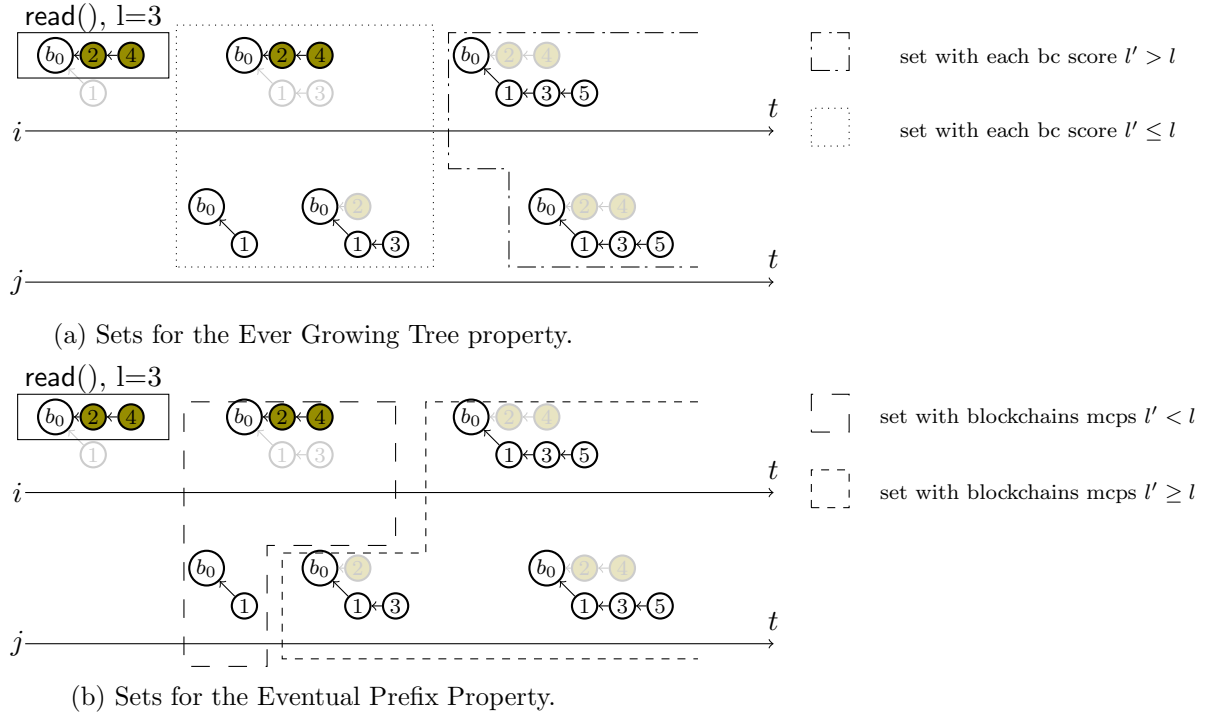 read(), l=3
b0 2 4 b0 2 4 b0 2 4 set with each bc score l′ > l
1 1 3 1 3 5
i t
set with each bc score l′ ≤ l
b0 b0 2 b0 2 4
1 1 3 1 3 5
j t
(a) Sets for the Ever Growing Tree property.
read(), l=3
b0 2 4 b0 2 4 b0 2 4 set with blockchains mcps l′ < l
1 1 3 1 3 5
i t
set with blockchains mcps l′ ≥ l
b0 b0 2 b0 2 4
1 1 3 1 3 5
j t
(b) Sets for the Eventual Prefix Property.